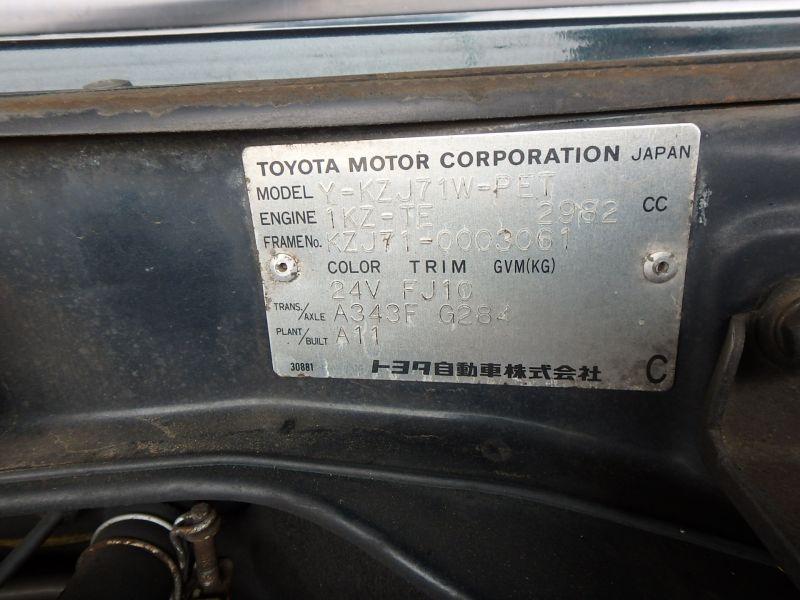 TOYOTA MOTOR CORPORATION JAPAN
MODEL Y-KZJ71W-PET
ENGINE 1KZ-TE 2982 CC
FRAME No. KZJ71-0003061
COLOR TRIM GVM(KG)
24V FJ10
TRANS./AXLE A343F G284
PLANT/BUILT A11
30881 トヨタ自動車株式会社 C